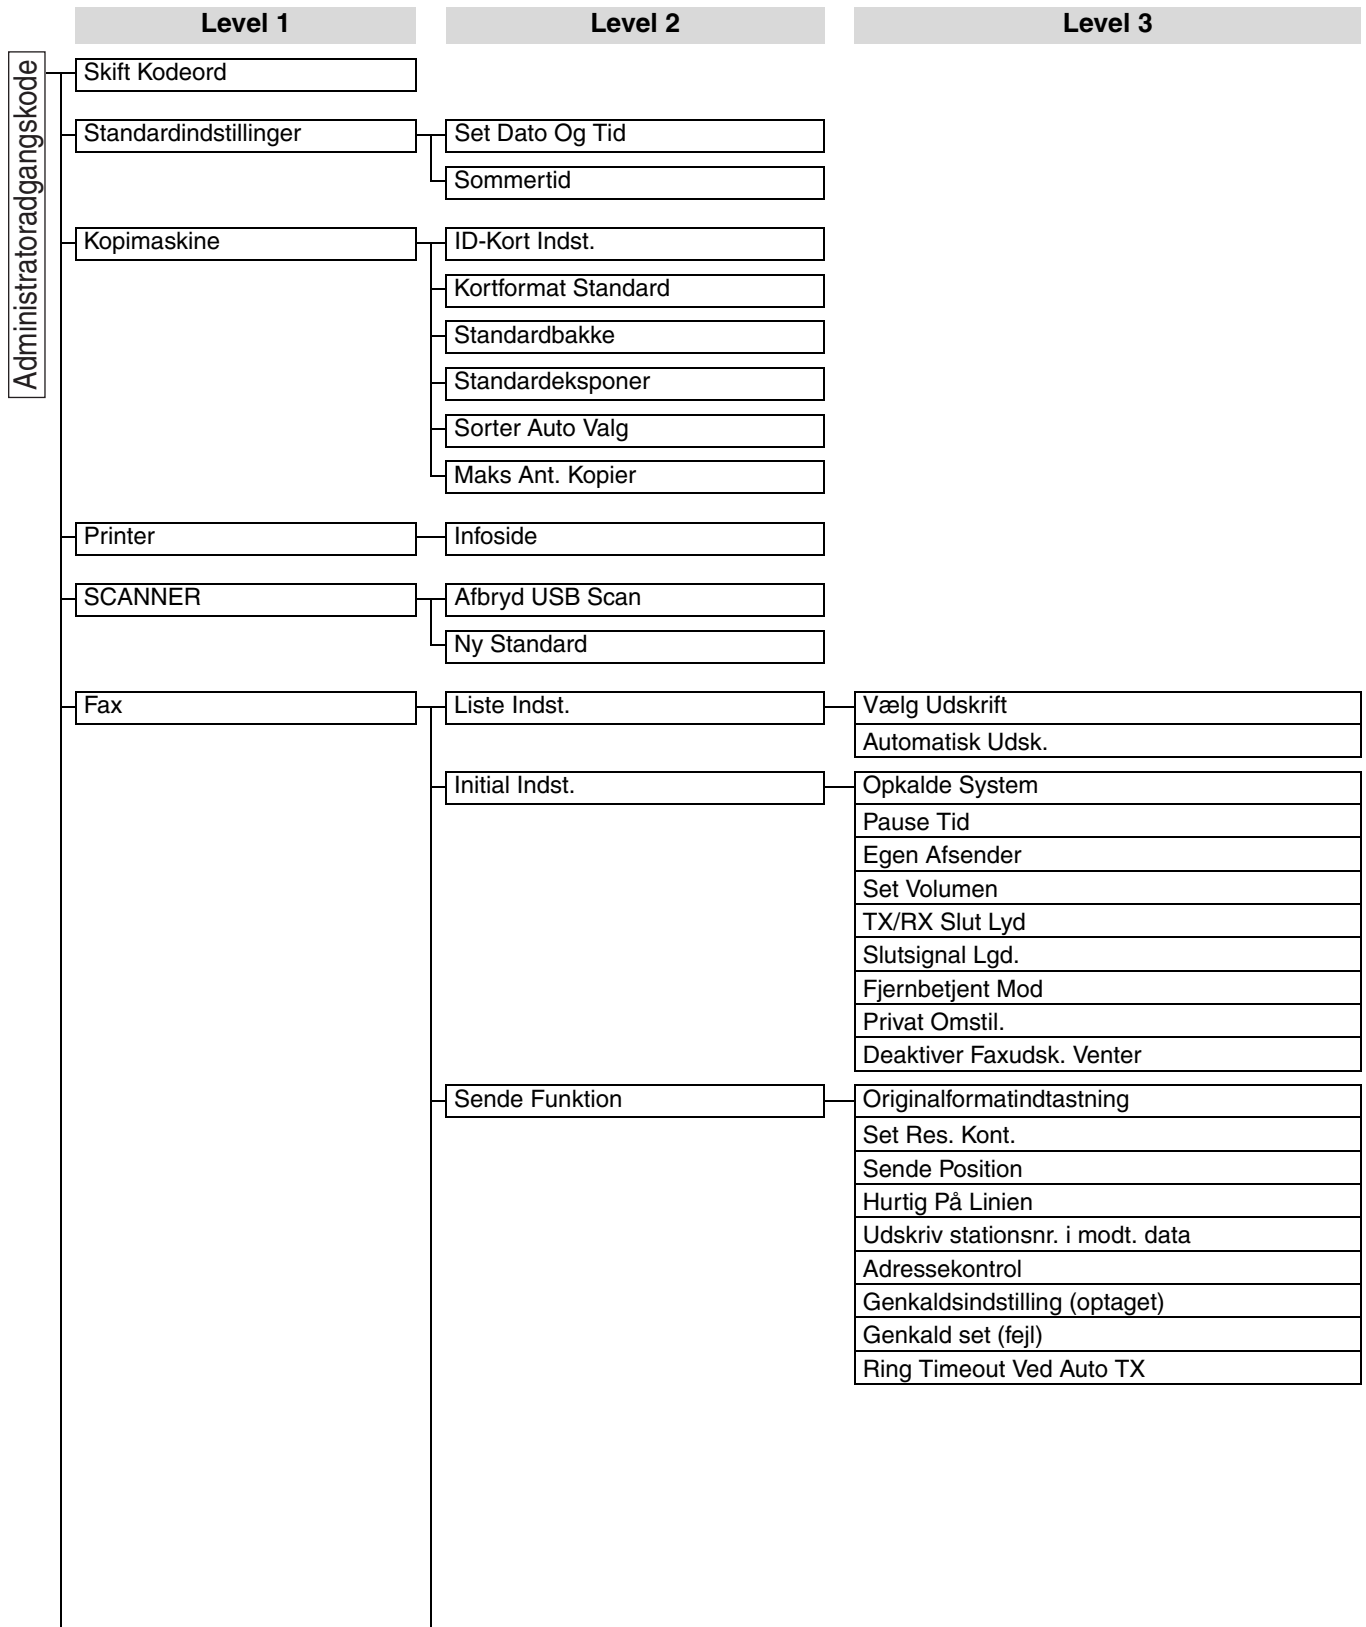 Level 1
Level 2
Level 3
Administratoradgangskode
Skift Kodeord
Standardindstillinger
Set Dato Og Tid
Sommertid
Kopimaskine
ID-Kort Indst.
Kortformat Standard
Standardbakke
Standardeksponer
Sorter Auto Valg
Maks Ant. Kopier
Printer
Infoside
SCANNER
Afbryd USB Scan
Ny Standard
Fax
Liste Indst.
Vælg Udskrift
Automatisk Udsk.
Initial Indst.
Opkalde System
Pause Tid
Egen Afsender
Set Volumen
TX/RX Slut Lyd
Slutsignal Lgd.
Fjernbetjent Mod
Privat Omstil.
Deaktiver Faxudsk. Venter
Sende Funktion
Originalformatindtastning
Set Res. Kont.
Sende Position
Hurtig På Linien
Udskriv stationsnr. i modt. data
Adressekontrol
Genkaldsindstilling (optaget)
Genkald set (fejl)
Ring Timeout Ved Auto TX